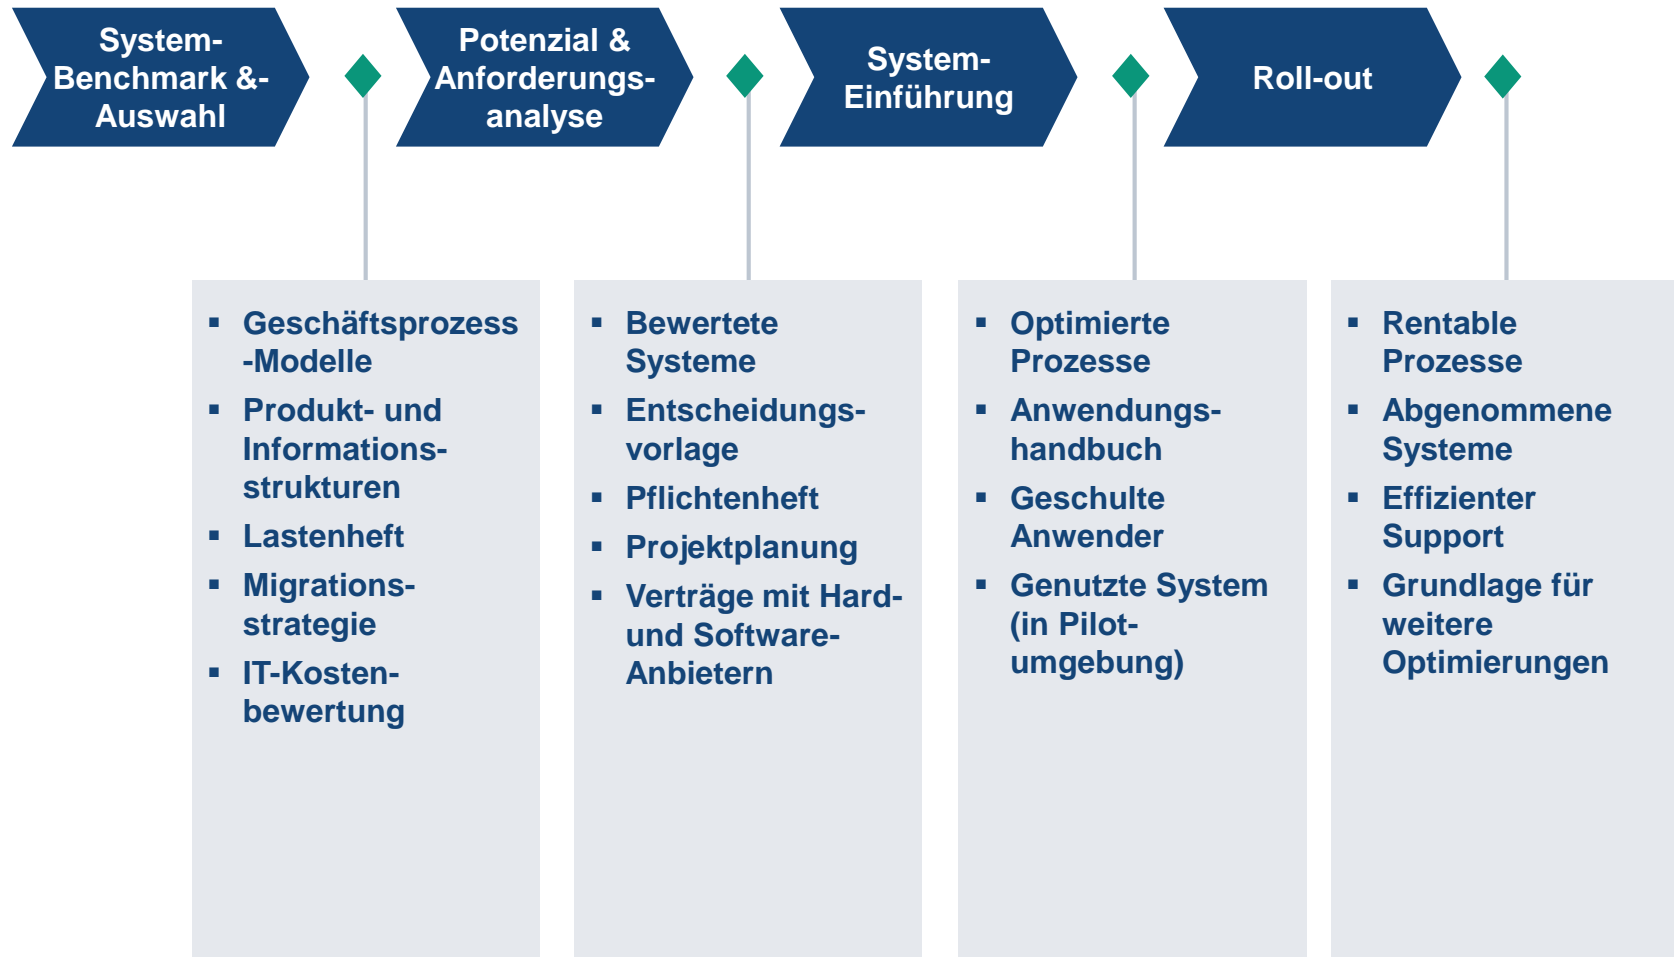 System-
Benchmark &-
Auswahl
Potenzial &
Anforderungs-
analyse
System-
Einführung
Roll-out
▪ Geschäftsprozess
-Modelle
▪ Produkt- und
Informations-
strukturen
▪ Lastenheft
▪ Migrations-
strategie
▪ IT-Kosten-
bewertung
▪ Bewertete
Systeme
▪ Entscheidungs-
vorlage
▪ Pflichtenheft
▪ Projektplanung
▪ Verträge mit Hard-
und Software-
Anbietern
▪ Optimierte
Prozesse
▪ Anwendungs-
handbuch
▪ Geschulte
Anwender
▪ Genutzte System
(in Pilot-
umgebung)
▪ Rentable
Prozesse
▪ Abgenommene
Systeme
▪ Effizienter
Support
▪ Grundlage für
weitere
Optimierungen